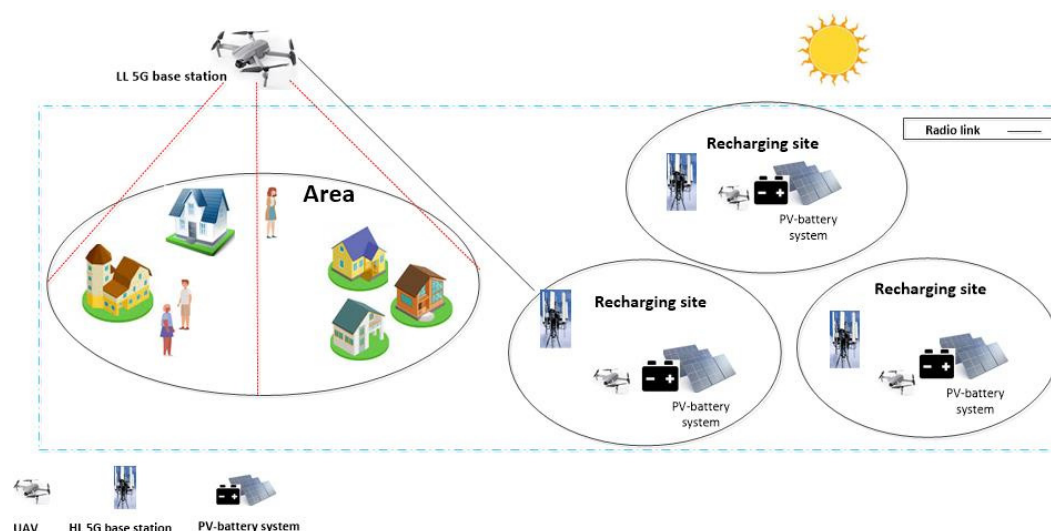 LL 5G base station
Radio link
Recharging site
PV-battery
system
Area
Recharging site
PV-battery
system
Recharging site
PV-battery
system
UAV
HL 5G base station
PV-battery system